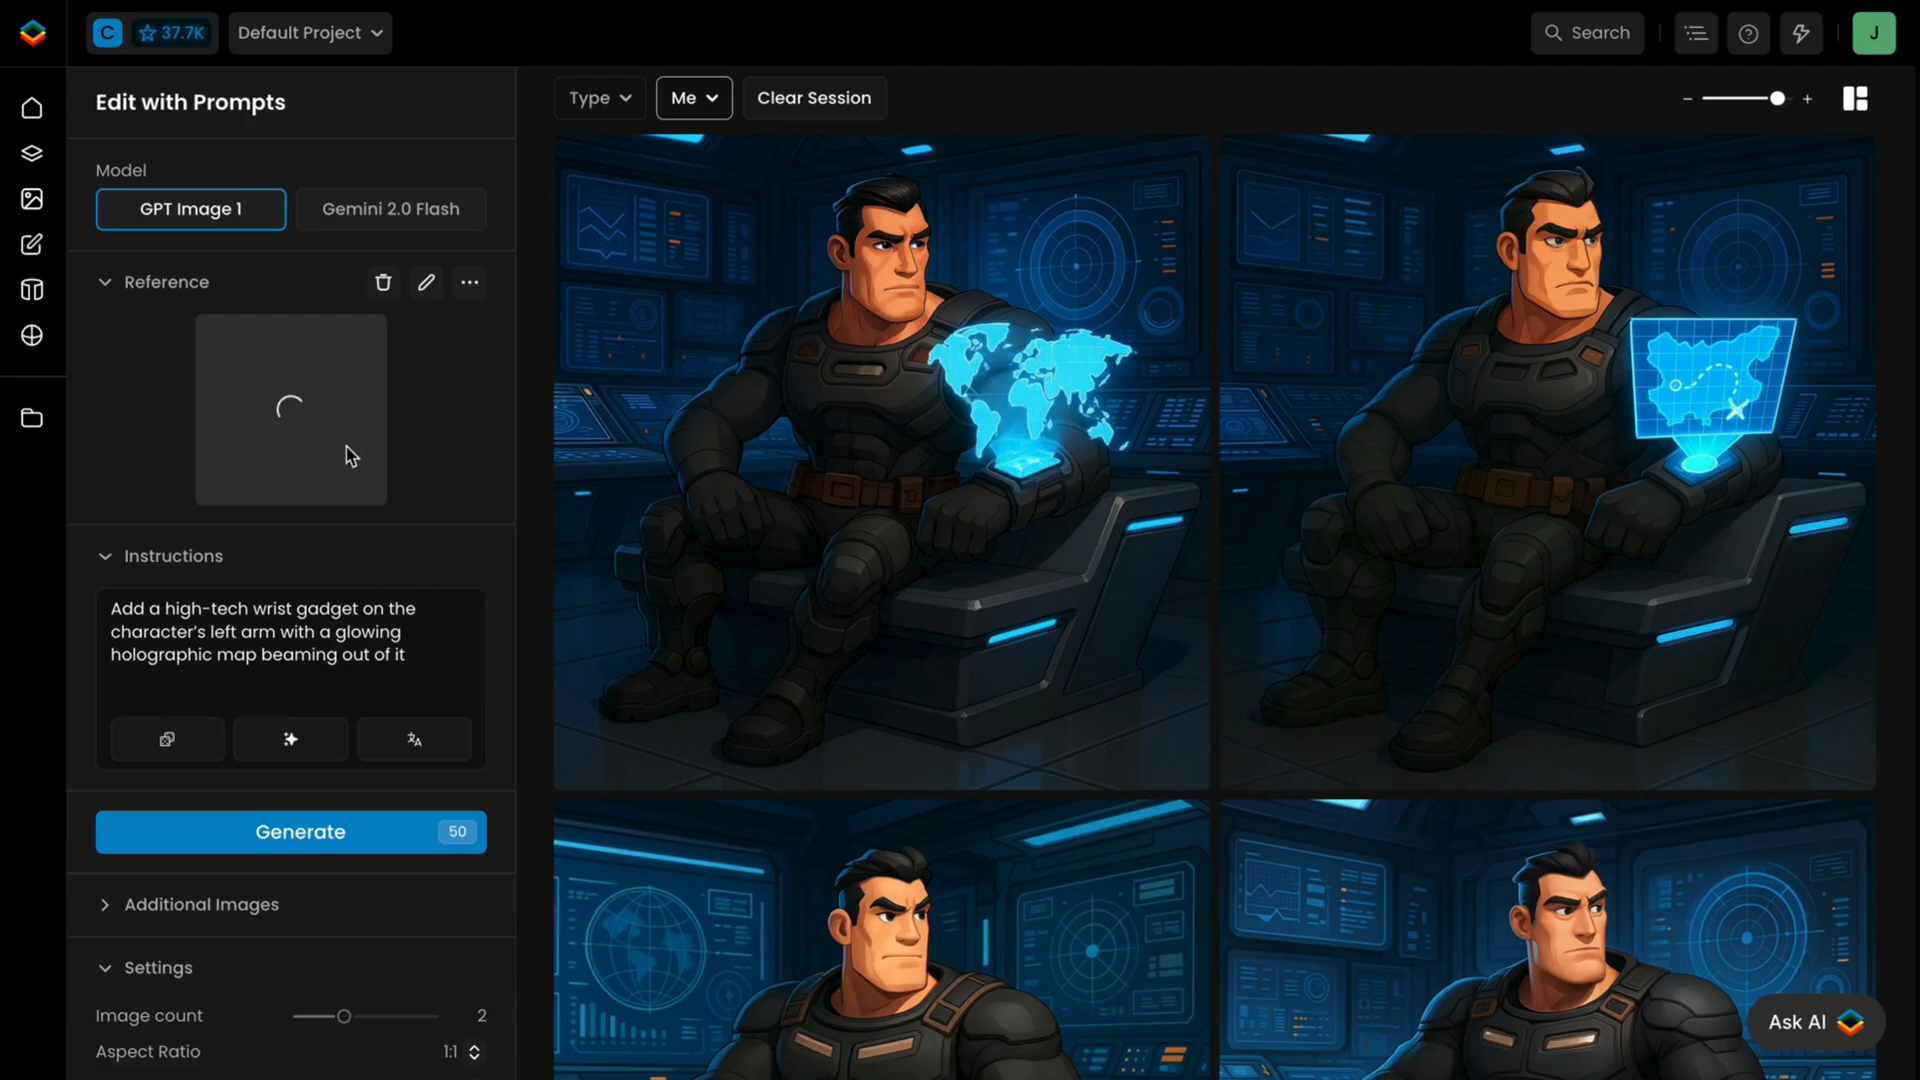 C 37.7K Default Project
Search
J
Edit with Prompts
Type Me Clear Session
Model
GPT Image 1 Gemini 2.0 Flash
Reference
Instructions
Add a high-tech wrist gadget on the
character’s left arm with a glowing
holographic map beaming out of it
Generate 50
Additional Images
Settings
Image count 2
Aspect Ratio 1:1
Ask AI